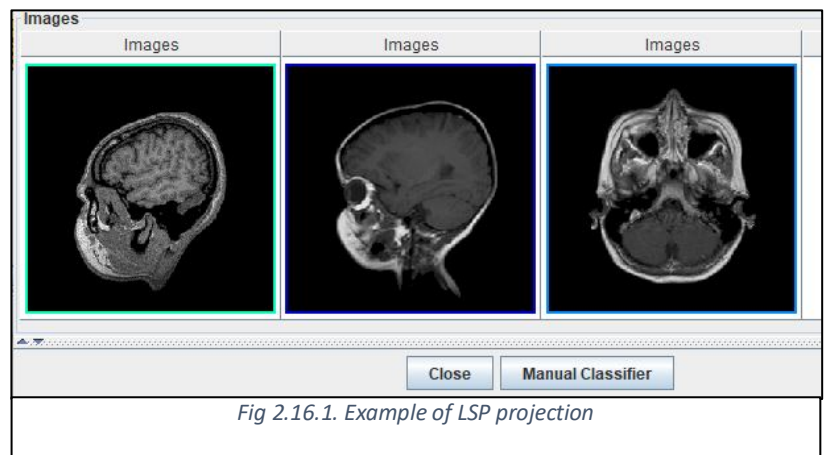 Images
Images Images Images
Close Manual Classifier
Fig 2.16.1. Example of LSP projection